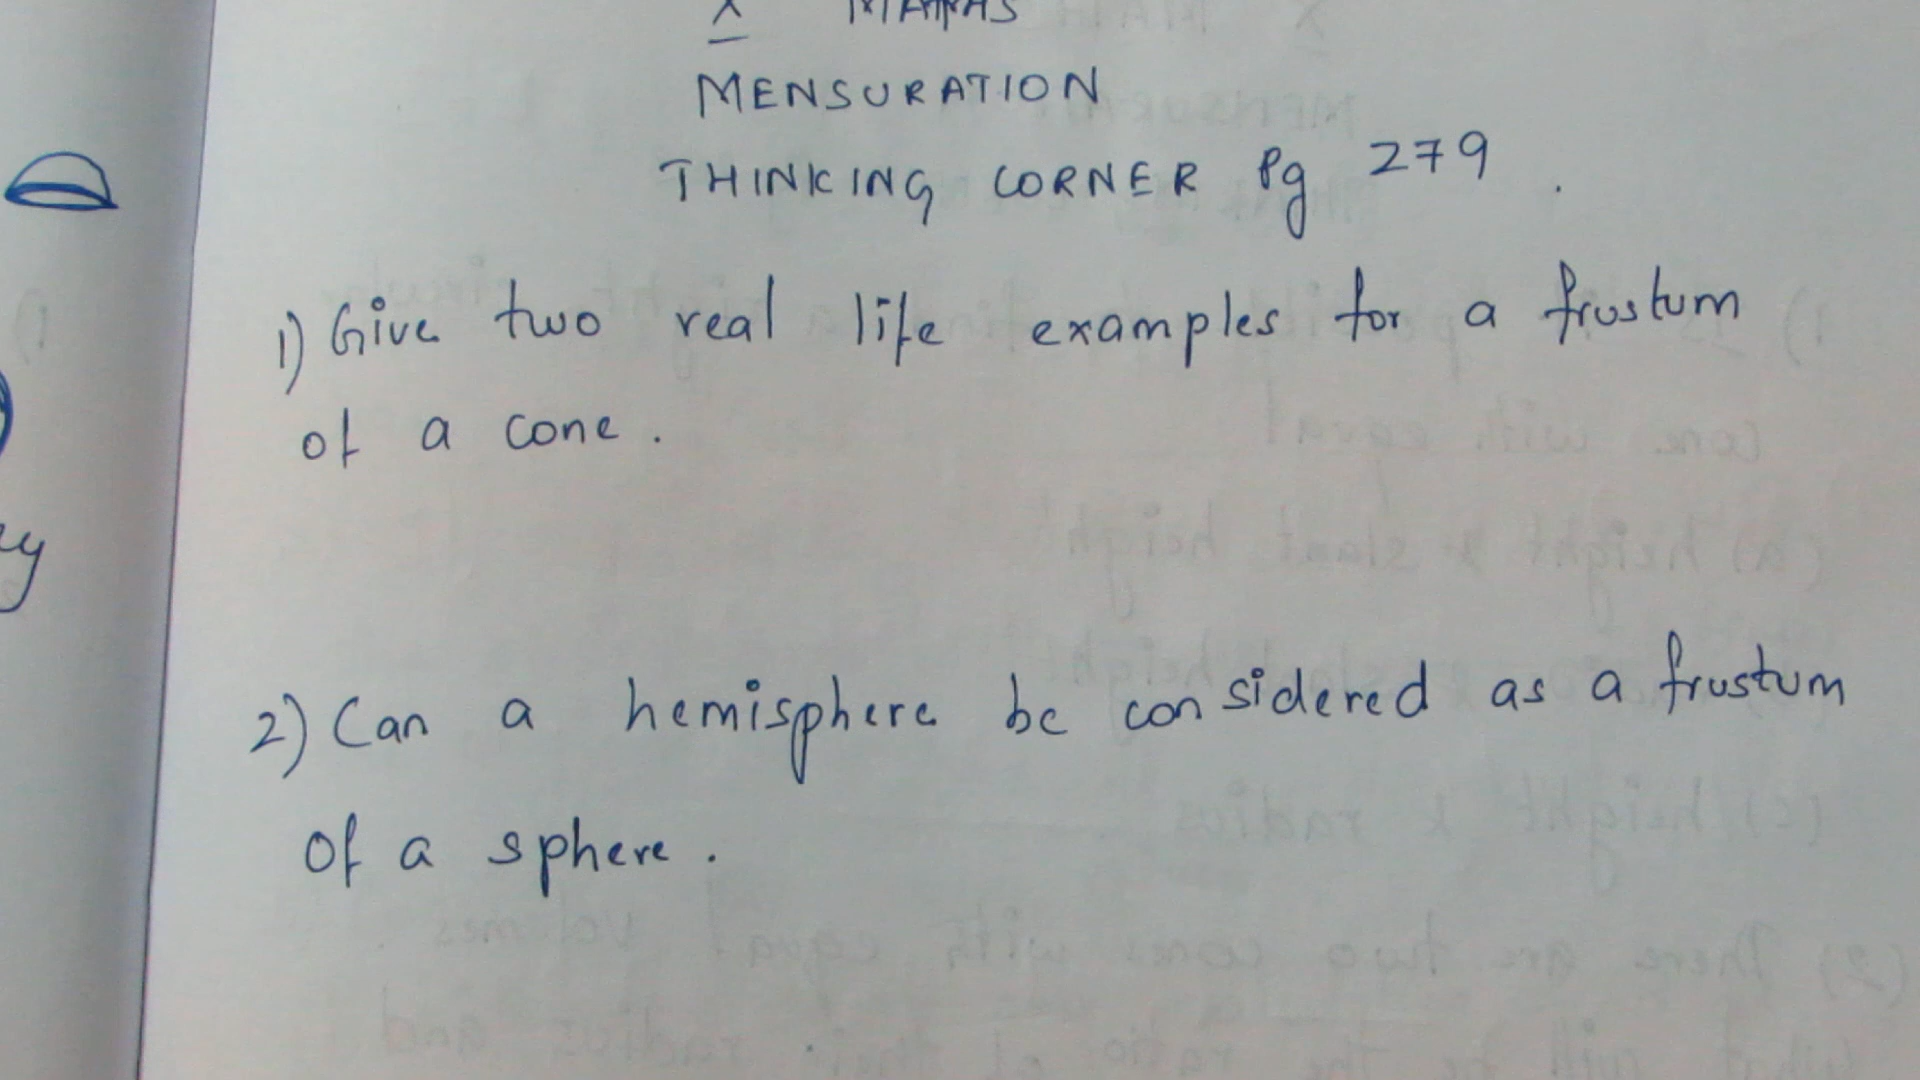 X MATHS
MENSURATION
THINKING CORNER Pg 279.
1) Give two real life examples for a frustum
of a cone.
2) Can a hemisphere be considered as a frustum
of a sphere.